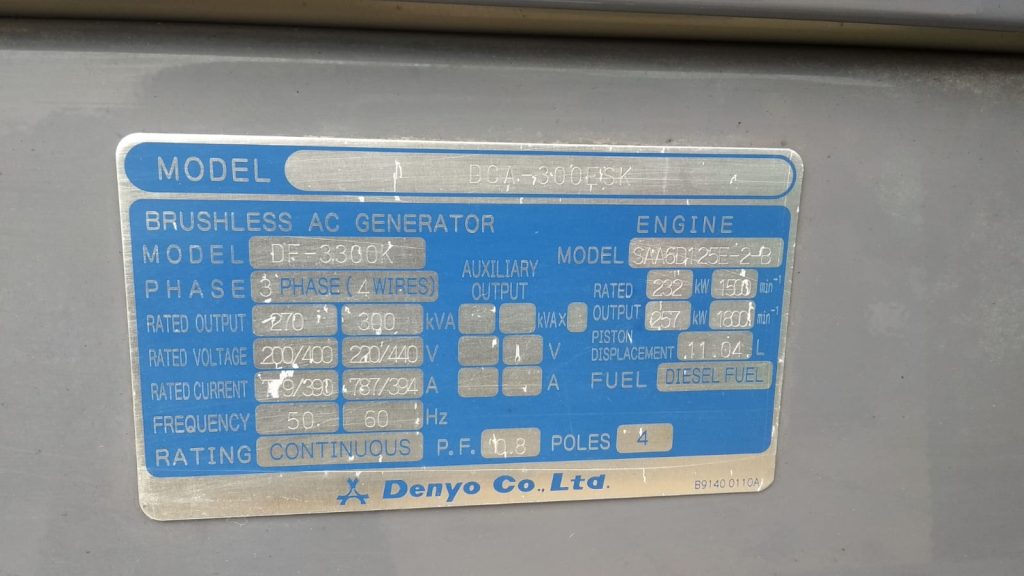 MODEL DCA-300PSK
BRUSHLESS AC GENERATOR
MODEL DF-3300K
PHASE 3 PHASE (4 WIRES)
RATED OUTPUT 270 300 kVA
RATED VOLTAGE 200/400 220/440 V
RATED CURRENT 779/390 787/394 A
FREQUENCY 50 60 Hz
RATING CONTINUOUS P.F. 0.8 POLES 4
AUXILIARY
OUTPUT
kVA X
V
A
ENGINE
MODEL SAA6D125E-2-B
RATED 232 kW 1500 min⁻¹
OUTPUT 257 kW 1800 min⁻¹
PISTON
DISPLACEMENT 11.04 L
FUEL DIESEL FUEL
Denyo Co., Ltd.
B9140 0110A